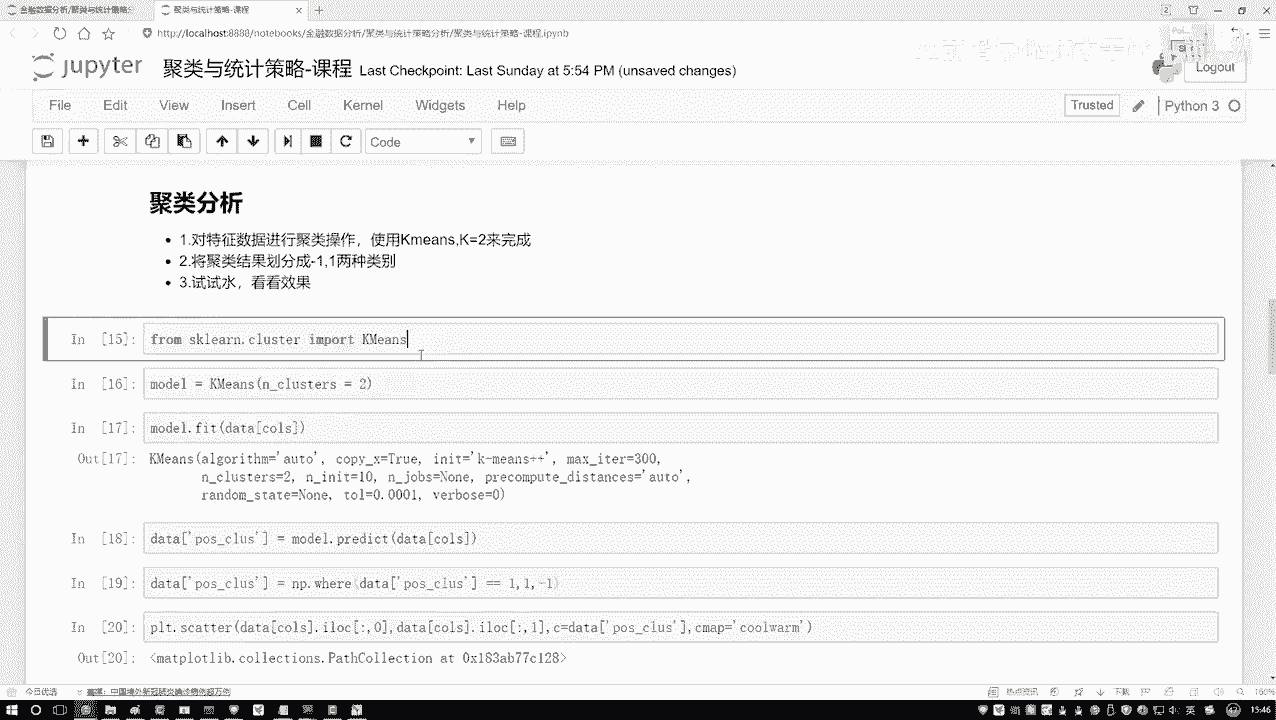 金融数据分析/聚类与统计策略分
聚类与统计策略-课程
http://localhost:8888/notebooks/金融数据分析/聚类与统计策略分析/聚类与统计策略-课程.ipynb
jupyter 聚类与统计策略-课程 Last Checkpoint: Last Sunday at 5:54 PM (unsaved changes)
Logout
File Edit View Insert Cell Kernel Widgets Help
Trusted Python 3
Code
聚类分析
1.对特征数据进行聚类操作，使用Kmeans,K=2来完成
2.将聚类结果划分成-1,1两种类别
3.试试水，看看效果
In [15]: from sklearn.cluster import KMeans
In [16]: model = KMeans(n_clusters = 2)
In [17]: model.fit(data[cols])
Out[17]: KMeans(algorithm='auto', copy_x=True, init='k-means++', max_iter=300,
n_clusters=2, n_init=10, n_jobs=None, precompute_distances='auto',
random_state=None, tol=0.0001, verbose=0)
In [18]: data['pos_clus'] = model.predict(data[cols])
In [19]: data['pos_clus'] = np.where(data['pos_clus'] == 1,1,-1)
In [20]: plt.scatter(data[cols].iloc[:,0],data[cols].iloc[:,1],c=data['pos_clus'],cmap='coolwarm')
Out[20]: <matplotlib.collections.PathCollection at 0x183ab77c128>
今日优选
热点资讯
下载
160%
15:46